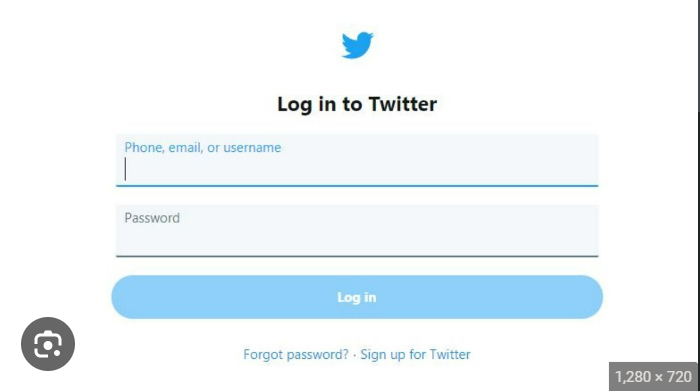 Log in to Twitter
Phone, email, or username
Password
Log in
Forgot password? · Sign up for Twitter
1,280 × 720